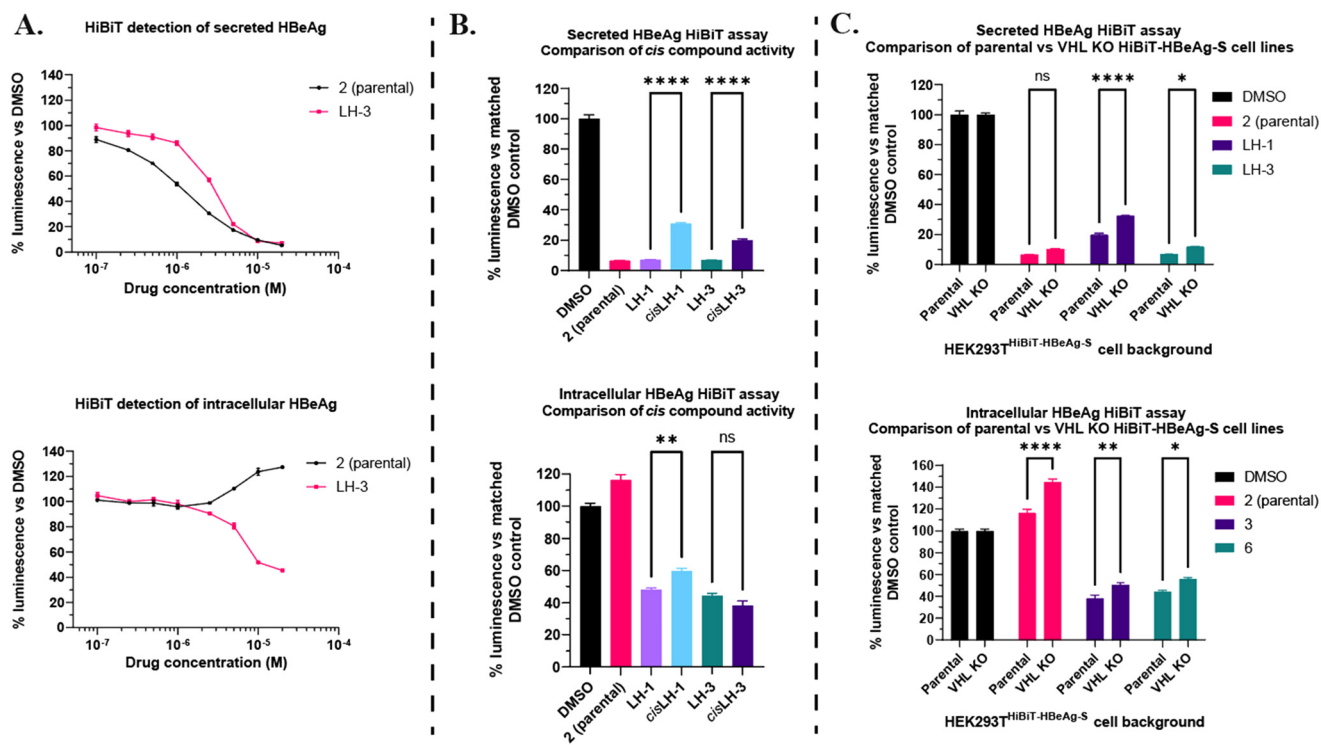 A.
HiBiT detection of secreted HBeAg
% luminescence vs DMSO
140
120
100
80
60
40
20
0
10-7
10-6
10-5
10-4
Drug concentration (M)
2 (parental)
LH-3
HiBiT detection of intracellular HBeAg
% luminescence vs DMSO
140
120
100
80
60
40
20
0
10-7
10-6
10-5
10-4
Drug concentration (M)
2 (parental)
LH-3
B.
Secreted HBeAg HiBiT assay
Comparison of cis compound activity
% luminescence vs matched
DMSO control
120
100
80
60
40
20
0
****
****
DMSO
2 (parental)
LH-1
cisLH-1
LH-3
cisLH-3
Intracellular HBeAg HiBiT assay
Comparison of cis compound activity
% luminescence vs matched
DMSO control
120
100
80
60
40
20
0
**
ns
DMSO
2 (parental)
LH-1
cisLH-1
LH-3
cisLH-3
C.
Secreted HBeAg HiBiT assay
Comparison of parental vs VHL KO HiBiT-HBeAg-S cell lines
% luminescence vs matched
DMSO control
120
100
80
60
40
20
0
ns
****
*
Parental
VHL KO
Parental
VHL KO
Parental
VHL KO
Parental
VHL KO
HEK293THiBiT-HBeAg-S cell background
DMSO
2 (parental)
LH-1
LH-3
Intracellular HBeAg HiBiT assay
Comparison of parental vs VHL KO HiBiT-HBeAg-S cell lines
% luminescence vs matched
DMSO control
160
140
120
100
80
60
40
20
0
****
**
*
Parental
VHL KO
Parental
VHL KO
Parental
VHL KO
Parental
VHL KO
HEK293THiBiT-HBeAg-S cell background
DMSO
2 (parental)
3
6